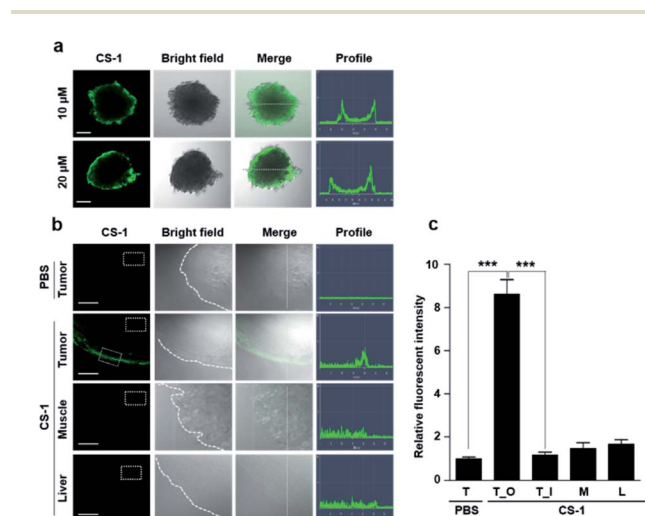 a
CS-1 Bright field Merge Profile
10 μM
20 μM
b
CS-1 Bright field Merge Profile
PBS
Tumor
CS-1
Tumor
Muscle
Liver
c
Relative fluorescent intensity
10
8
6
4
2
0
*** ***
T T_O T_I M L
PBS CS-1